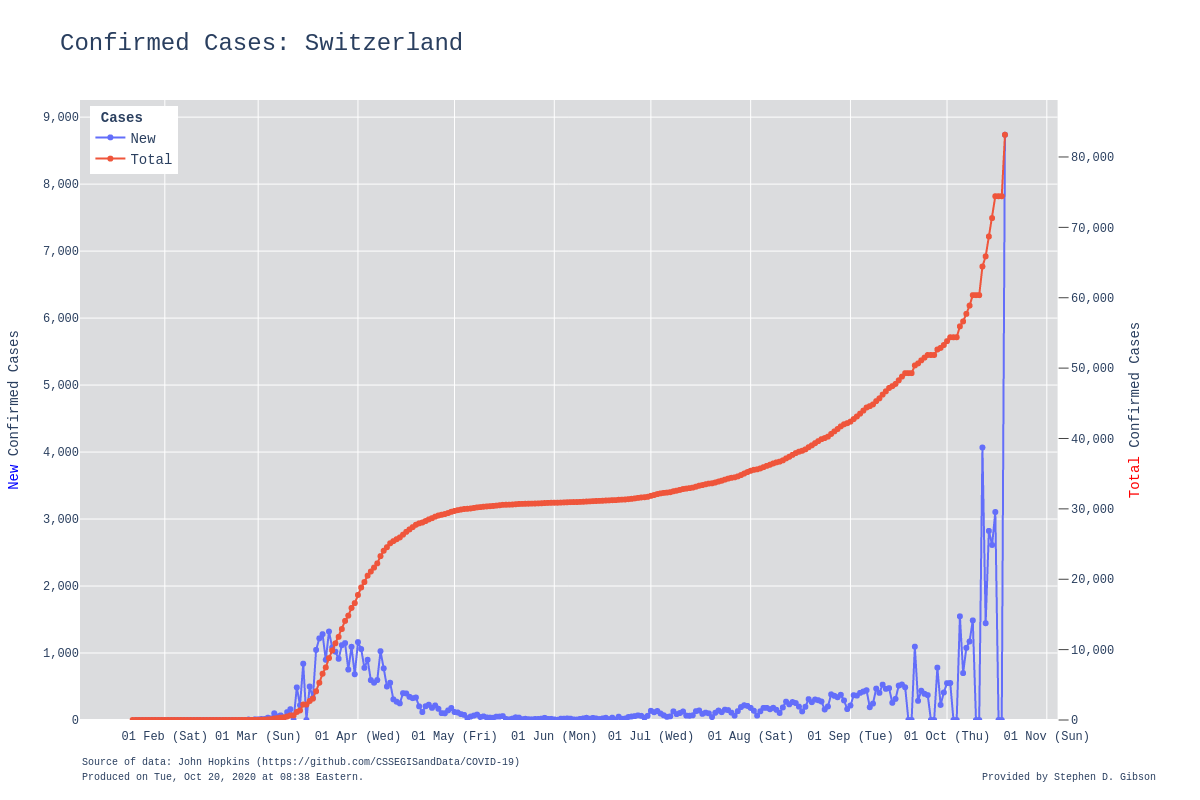 Confirmed Cases: Switzerland
Cases
New
Total
9,000
8,000
7,000
6,000
5,000
4,000
3,000
2,000
1,000
0
New Confirmed Cases
80,000
70,000
60,000
50,000
40,000
30,000
20,000
10,000
0
Total Confirmed Cases
01 Feb (Sat) 01 Mar (Sun) 01 Apr (Wed) 01 May (Fri) 01 Jun (Mon) 01 Jul (Wed) 01 Aug (Sat) 01 Sep (Tue) 01 Oct (Thu) 01 Nov (Sun)
Source of data: John Hopkins (https://github.com/CSSEGISandData/COVID-19)
Produced on Tue, Oct 20, 2020 at 08:38 Eastern.
Provided by Stephen D. Gibson